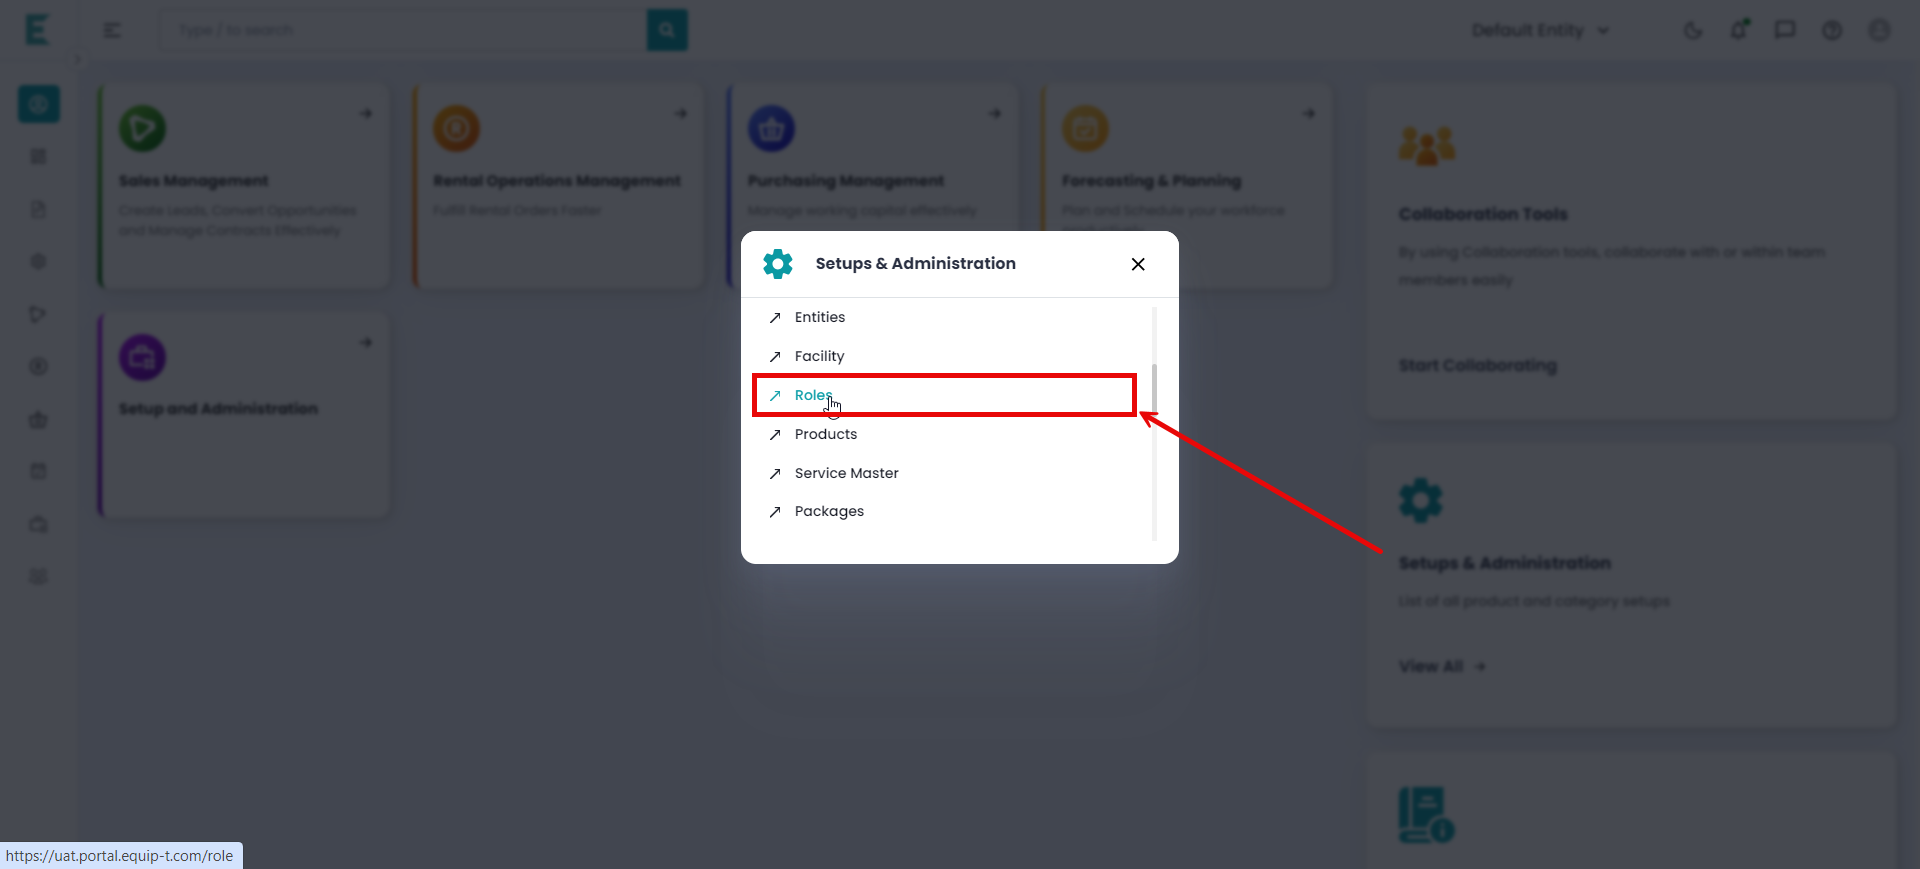 Type / to search
Default Entity
Sales Management
Create Leads, Convert Opportunities
and Manage Contracts Effectively.
Rental Operations Management
Fulfill Rental Orders Faster
Purchasing Management
Manage working capital effectively
Forecasting & Planning
Plan and Schedule your workforce
Setup and Administration
Setups & Administration
Entities
Facility
Roles
Products
Service Master
Packages
Collaboration Tools
By using Collaboration tools, collaborate with or within team
members easily
Start Collaborating
Setups & Administration
List of all product and category setups
View All
https://uat.portal.equip-t.com/role